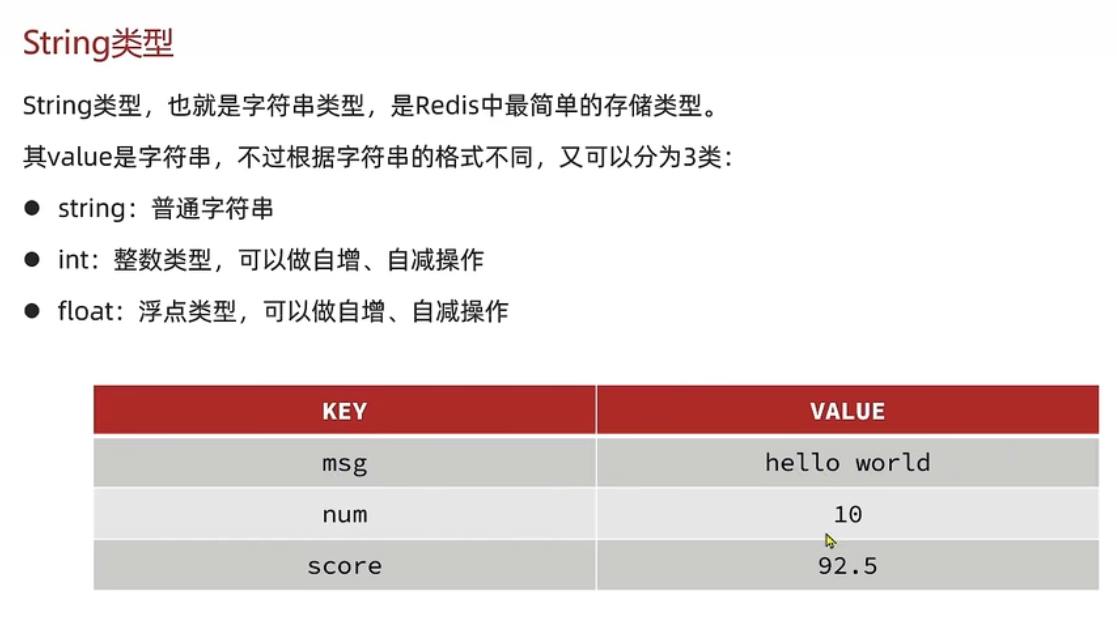 String类型
String类型，也就是字符串类型，是Redis中最简单的存储类型。
其value是字符串，不过根据字符串的格式不同，又可以分为3类：
● string：普通字符串
● int：整数类型，可以做自增、自减操作
● float：浮点类型，可以做自增、自减操作
KEY VALUE
msg hello world
num 10
score 92.5